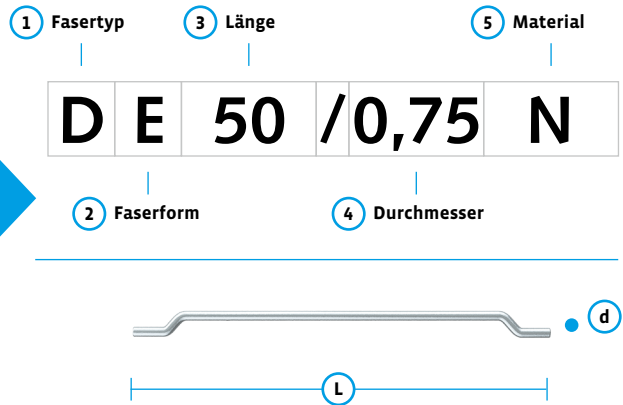 1 Fasertyp 3 Länge 5 Material
D E 50 / 0,75 N
2 Faserform 4 Durchmesser
d
L